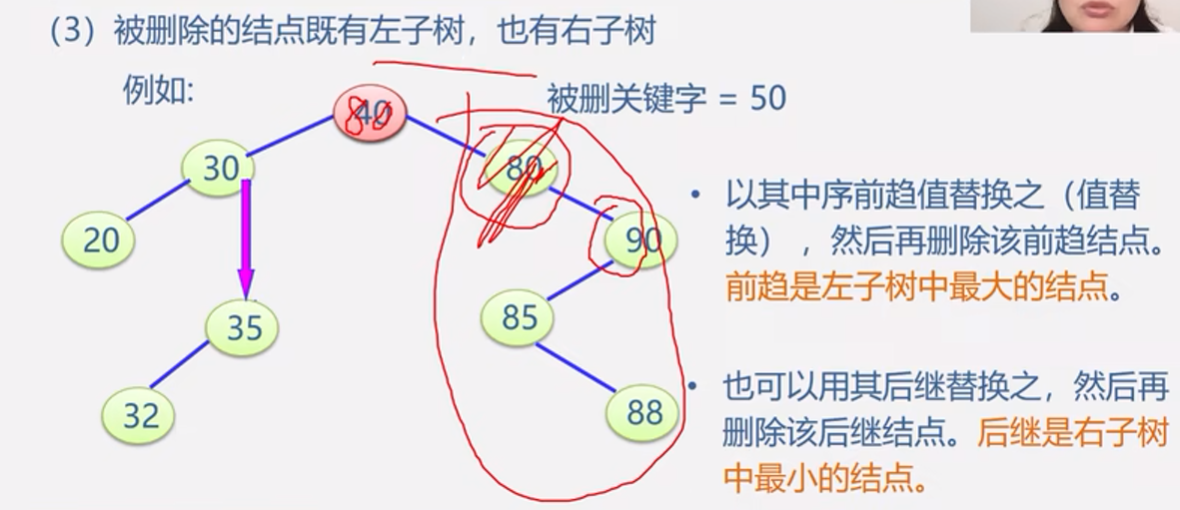 （3）被删除的结点既有左子树，也有右子树
例如:
被删关键字 = 50
40
80
30
80
20
90
35
85
32
88
• 以其中序前趋值替换之（值替
换），然后再删除该前趋结点。
前趋是左子树中最大的结点。
• 也可以用其后继替换之，然后再
删除该后继结点。后继是右子树
中最小的结点。